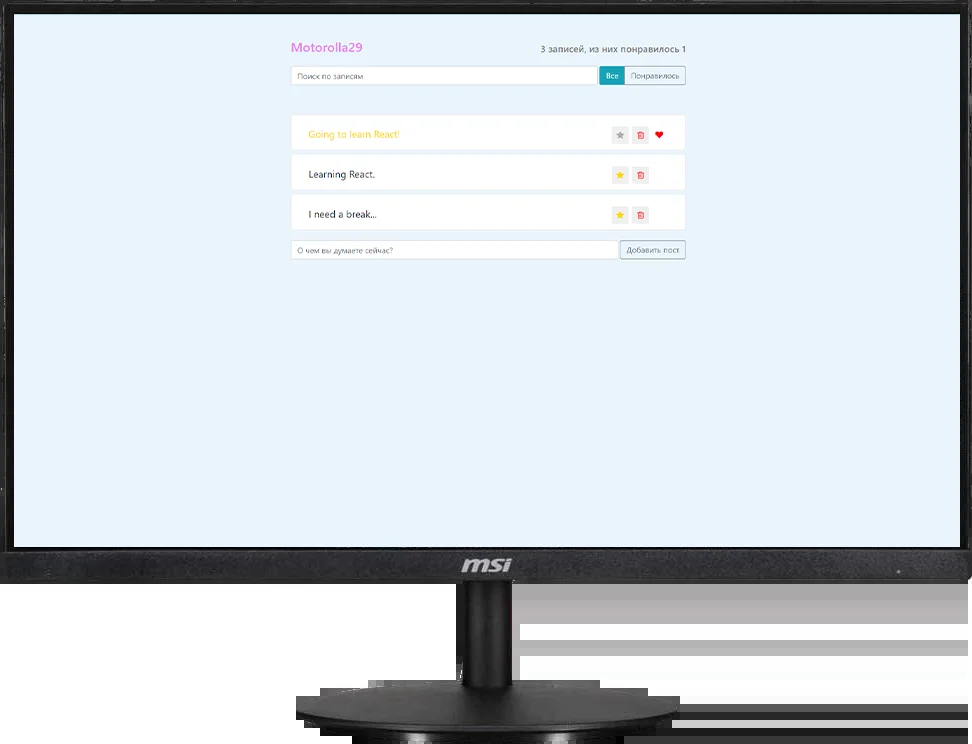 Motorolla29
3 записей, из них понравилось 1
Поиск по записям
Все
Понравилось
Going to learn React!
Learning React.
I need a break...
О чем вы думаете сейчас?
Добавить пост
msi